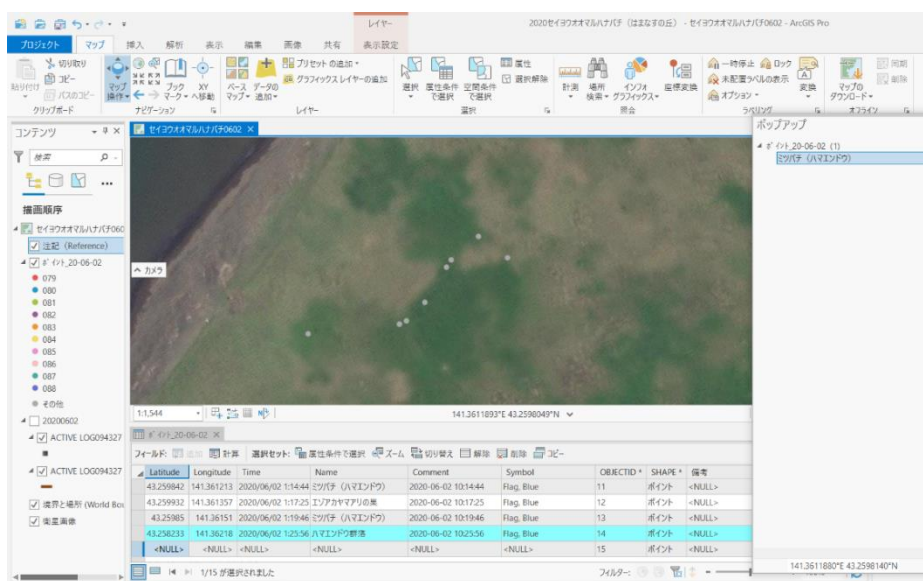 レイヤー
2020セイヨウオオマルハナバチ（はまなすの丘） - セイヨウオオマルハナバチ0602 - ArcGIS Pro
プロジェクト マップ 挿入 解析 表示 編集 画像 共有 表示設定
貼り付け
切り取り
コピー
パスのコピー
クリップボード
マップ操作
ブックマーク
XYへ移動
ナビゲーション
ベースマップ
データの追加
プリセットの追加
グラフィックス レイヤーの追加
レイヤー
選択
属性条件で選択
空間条件で選択
属性
選択解除
選択
計測
場所検索
インフォグラフィックス
座標変換
照会
一時停止 ロック
未配置ラベルの表示
オプション
変換
ラベリング
マップのダウンロード
同期
削除
オフライン
コンテンツ
検索
描画順序
セイヨウオオマルハナバチ060
注記（Reference）
ポイント_20-06-02
079
080
081
082
083
084
085
086
087
088
その他
20200602
ACTIVE LOG094327
ACTIVE LOG094327
境界と場所 (World Bou
衛星画像
セイヨウオオマルハナバチ0602
カメラ
1:1,544
141.3611893°E 43.2598049°N
ポップアップ
ポイント_20-06-02 (1)
ミツバチ（ハマエンドウ）
141.3611880°E 43.2598140°N
ポイント_20-06-02
フィールド: 追加 計算 選択セット: 属性条件で選択 ズーム 切り替え 解除 削除 コピー
Latitude Longitude Time Name Comment Symbol OBJECTID * SHAPE * 備考
43.259842 141.361213 2020/06/02 1:14:44 ミツバチ（ハマエンドウ） 2020-06-02 10:14:44 Flag, Blue 11 ポイント <NULL>
43.259932 141.361357 2020/06/02 1:17:25 エゾアカヤマアリの巣 2020-06-02 10:17:25 Flag, Blue 12 ポイント <NULL>
43.25985 141.36151 2020/06/02 1:19:46 ミツバチ（ハマエンドウ） 2020-06-02 10:19:46 Flag, Blue 13 ポイント <NULL>
43.258233 141.36218 2020/06/02 1:25:56 ハマエンドウ群落 2020-06-02 10:25:56 Flag, Blue 14 ポイント <NULL>
<NULL> <NULL> <NULL> <NULL> <NULL> <NULL> 15 ポイント <NULL>
1/15 が選択されました
フィルター: